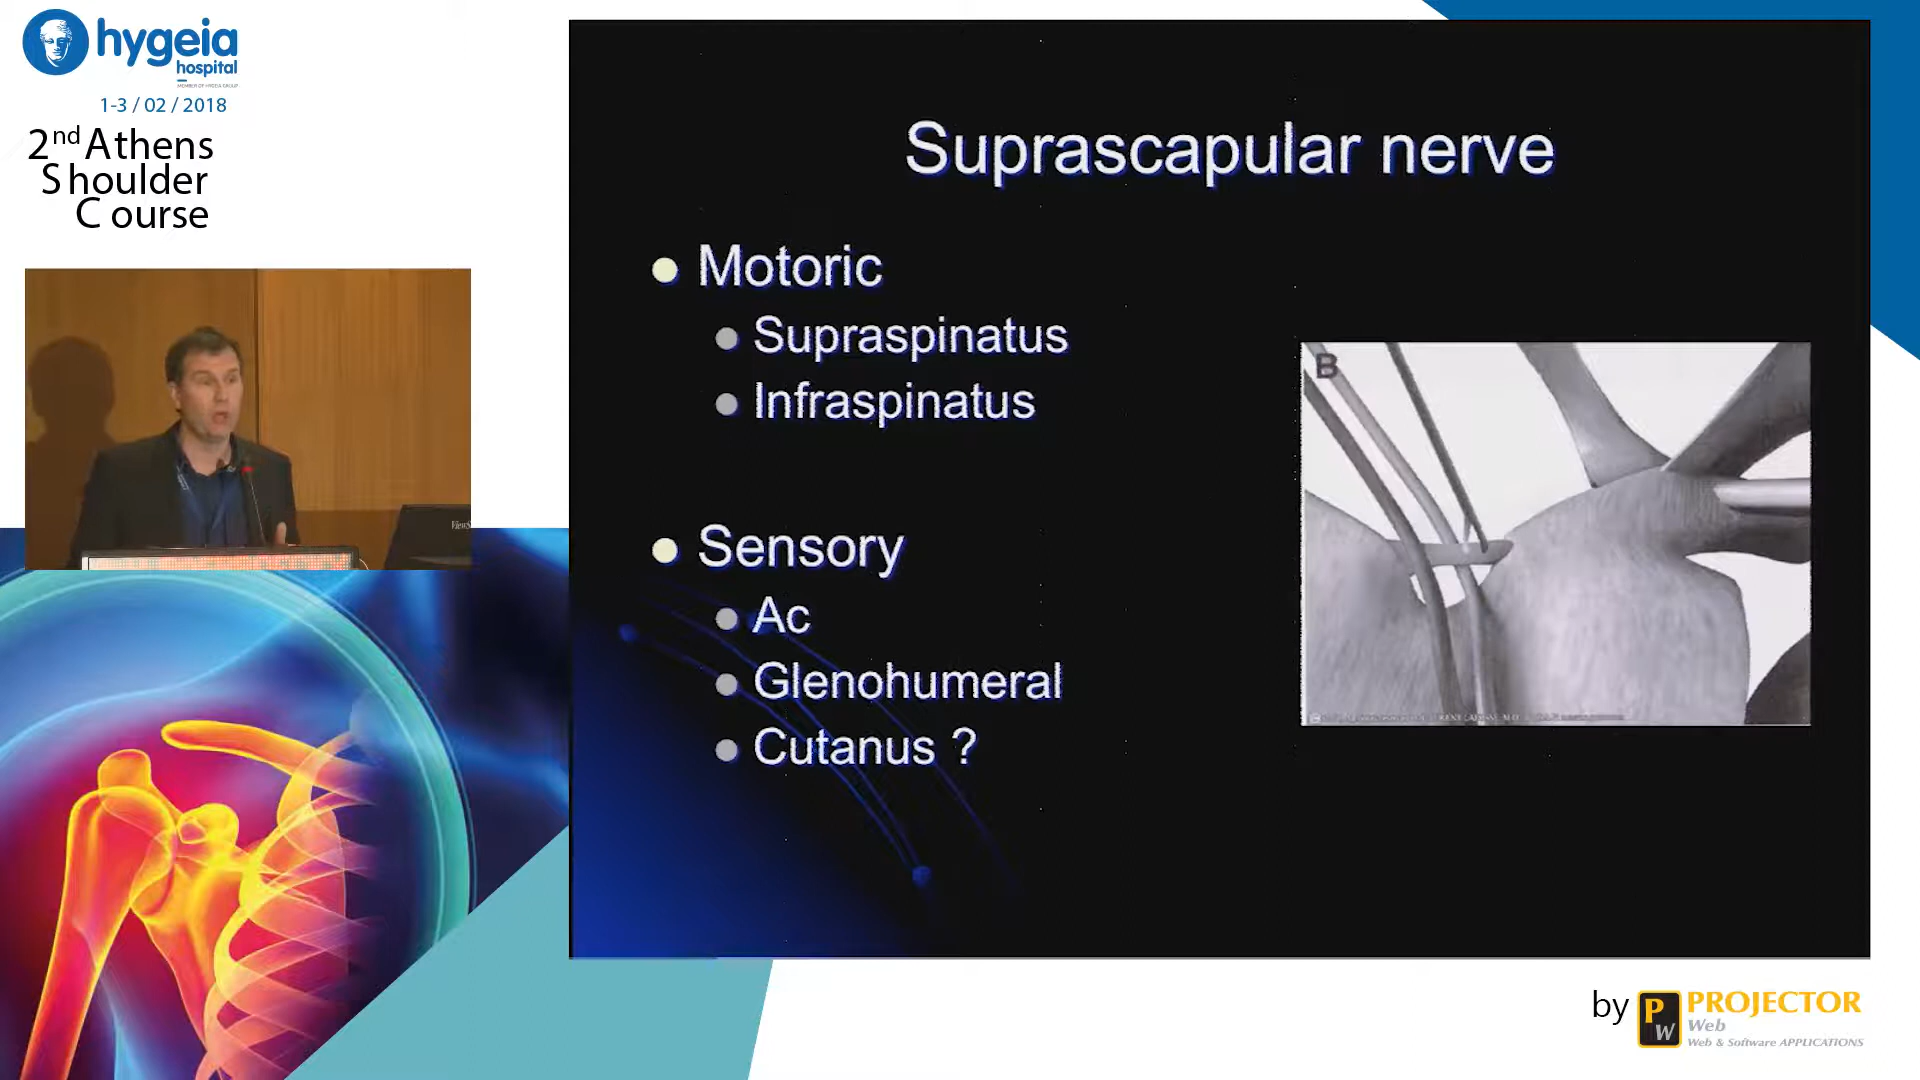 hygeia
hospital
MEMBER OF HYGEIA GROUP
1-3 / 02 / 2018
2nd Athens
Shoulder
Course
Suprascapular nerve
Motoric
Supraspinatus
Infraspinatus
Sensory
Ac
Glenohumeral
Cutanus ?
B
by PROJECTOR
PW
Web
Web & Software APPLICATIONS